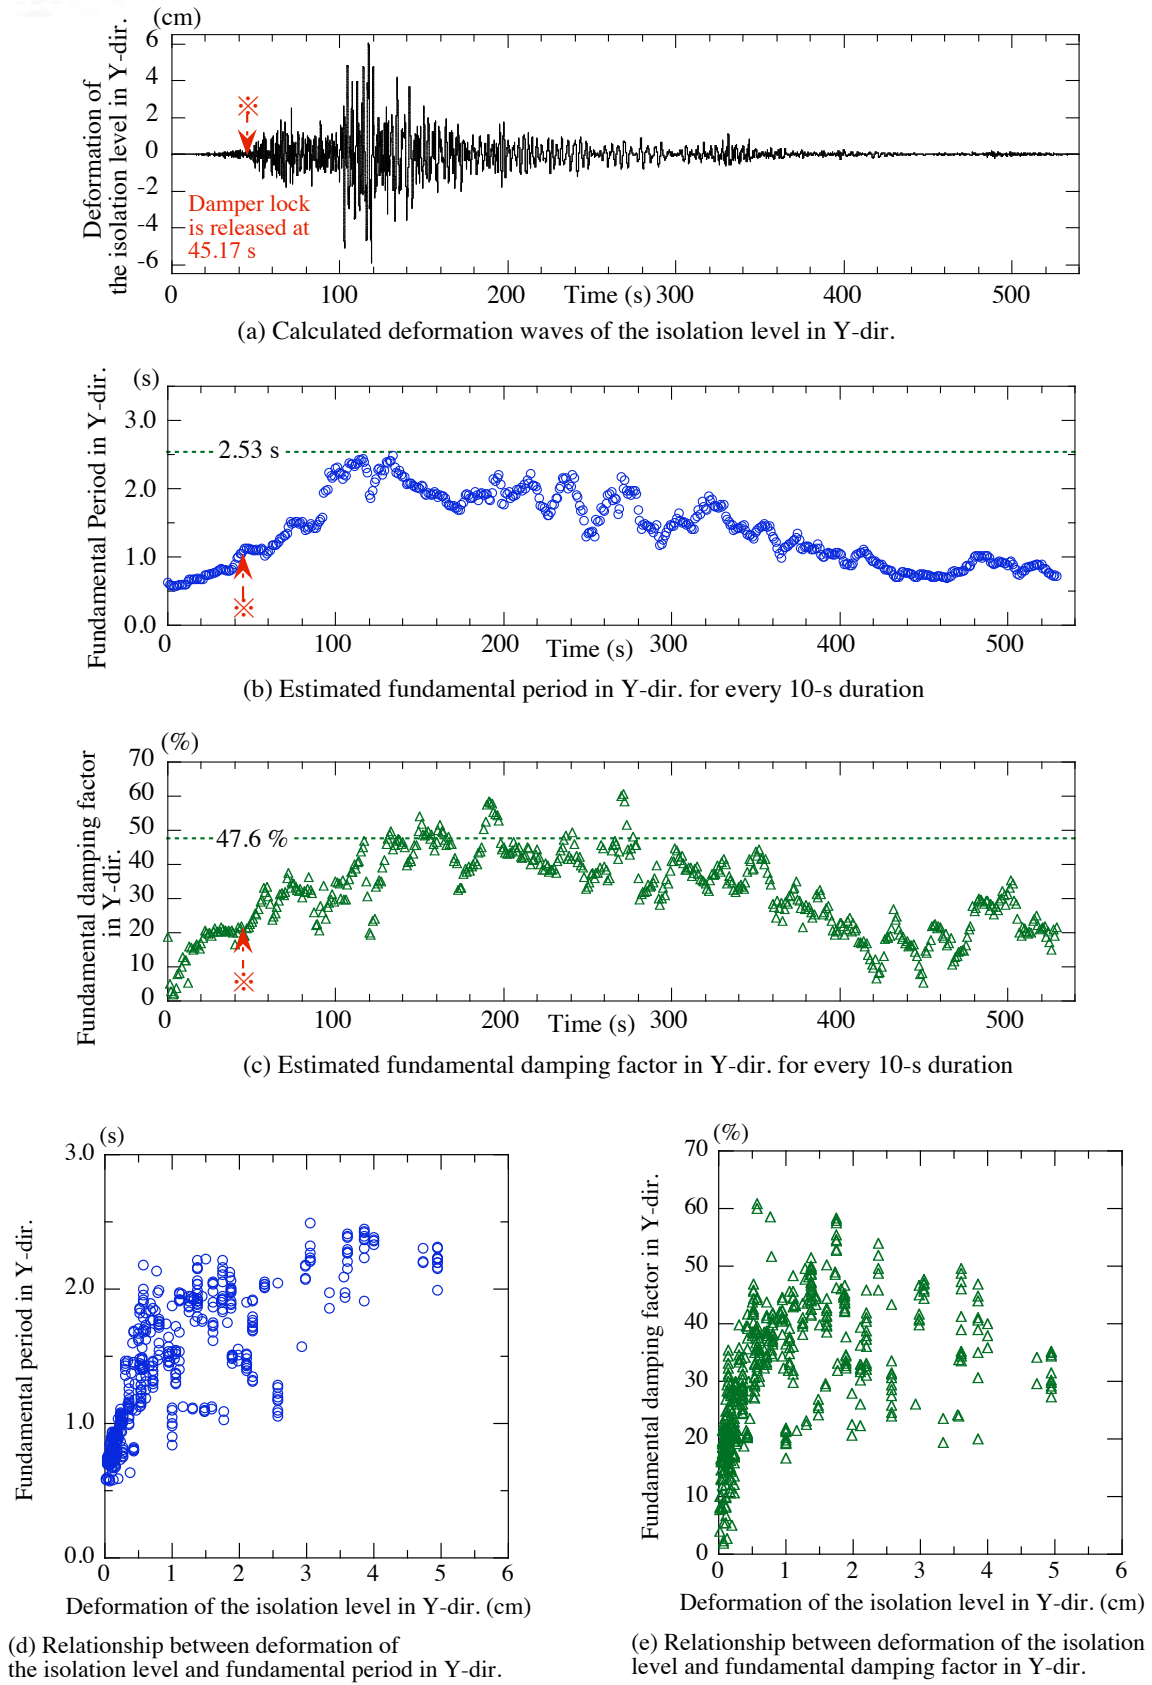 (cm)
Deformation of
the isolation level in Y-dir.
6
4
2
0
-2
-4
-6
※
Damper lock
is released at
45.17 s
0 100 200 300 400 500
Time (s)
(a) Calculated deformation waves of the isolation level in Y-dir.
(s)
Fundamental Period in Y-dir.
3.0
2.0
1.0
0.0
2.53 s
※
0 100 200 300 400 500
Time (s)
(b) Estimated fundamental period in Y-dir. for every 10-s duration
(%)
Fundamental damping factor
in Y-dir.
70
60
50
40
30
20
10
0
47.6 %
※
0 100 200 300 400 500
Time (s)
(c) Estimated fundamental damping factor in Y-dir. for every 10-s duration
(s)
Fundamental period in Y-dir.
3.0
2.0
1.0
0.0
0 1 2 3 4 5 6
Deformation of the isolation level in Y-dir. (cm)
(d) Relationship between deformation of
the isolation level and fundamental period in Y-dir.
(%)
Fundamental damping factor in Y-dir.
70
60
50
40
30
20
10
0
0 1 2 3 4 5 6
Deformation of the isolation level in Y-dir. (cm)
(e) Relationship between deformation of the isolation
level and fundamental damping factor in Y-dir.